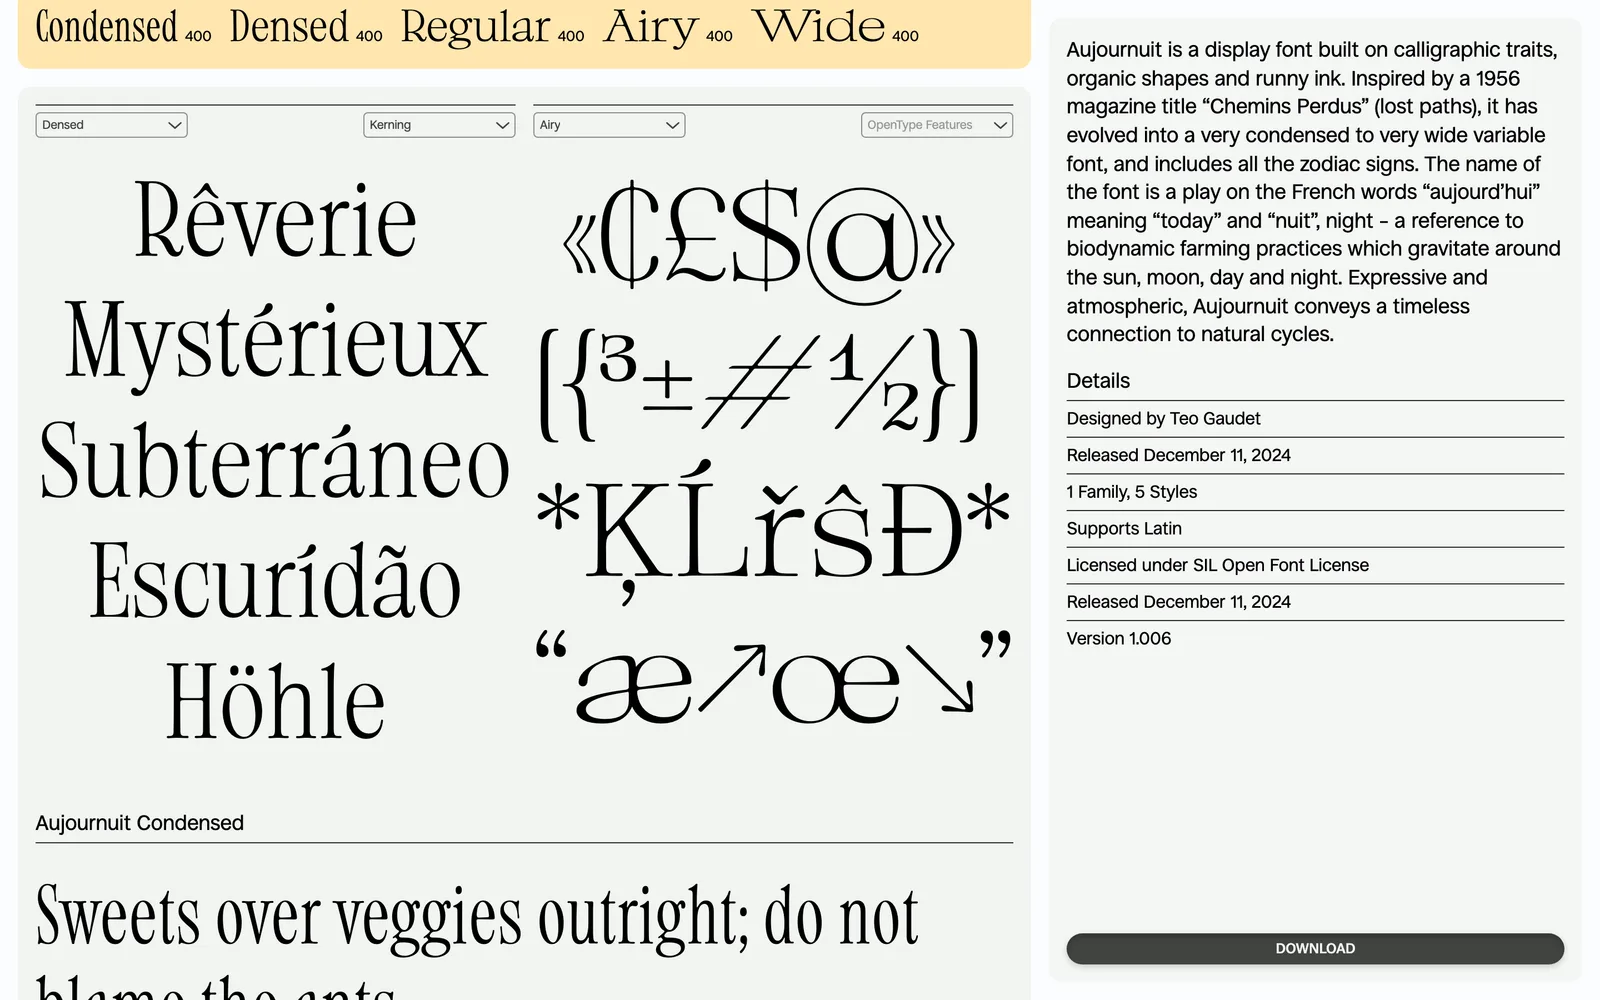 Condensed 400 Densed 400 Regular 400 Airy 400 Wide 400
Densed
Kerning
Airy
OpenType Features
Rêverie
Mystérieux
Subterráneo
Escurídão
Höhle
«₵£$@»
[{³±#½}]
*ĶĹřŝĐ*
“æ↗œ↘”
Aujournuit Condensed
Sweets over veggies outright; do not
blame the ants
Aujournuit is a display font built on calligraphic traits,
organic shapes and runny ink. Inspired by a 1956
magazine title “Chemins Perdus” (lost paths), it has
evolved into a very condensed to very wide variable
font, and includes all the zodiac signs. The name of
the font is a play on the French words “aujourd’hui”
meaning “today” and “nuit”, night – a reference to
biodynamic farming practices which gravitate around
the sun, moon, day and night. Expressive and
atmospheric, Aujournuit conveys a timeless
connection to natural cycles.
Details
Designed by Teo Gaudet
Released December 11, 2024
1 Family, 5 Styles
Supports Latin
Licensed under SIL Open Font License
Released December 11, 2024
Version 1.006
DOWNLOAD